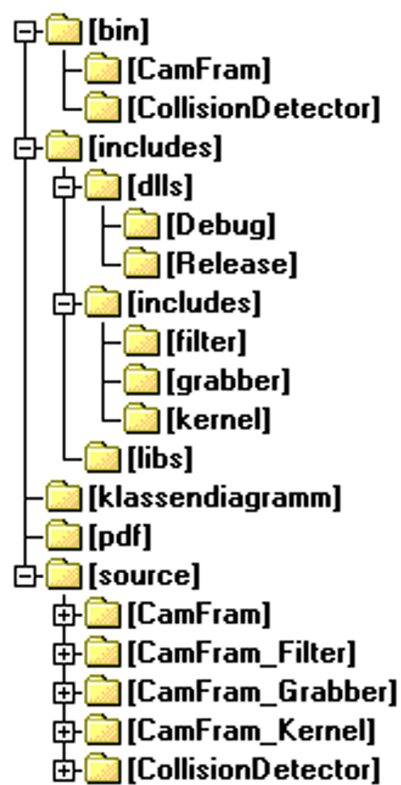 [bin]
[CamFram]
[CollisionDetector]
[includes]
[dlls]
[Debug]
[Release]
[includes]
[filter]
[grabber]
[kernel]
[libs]
[klassendiagramm]
[pdf]
[source]
[CamFram]
[CamFram_Filter]
[CamFram_Grabber]
[CamFram_Kernel]
[CollisionDetector]